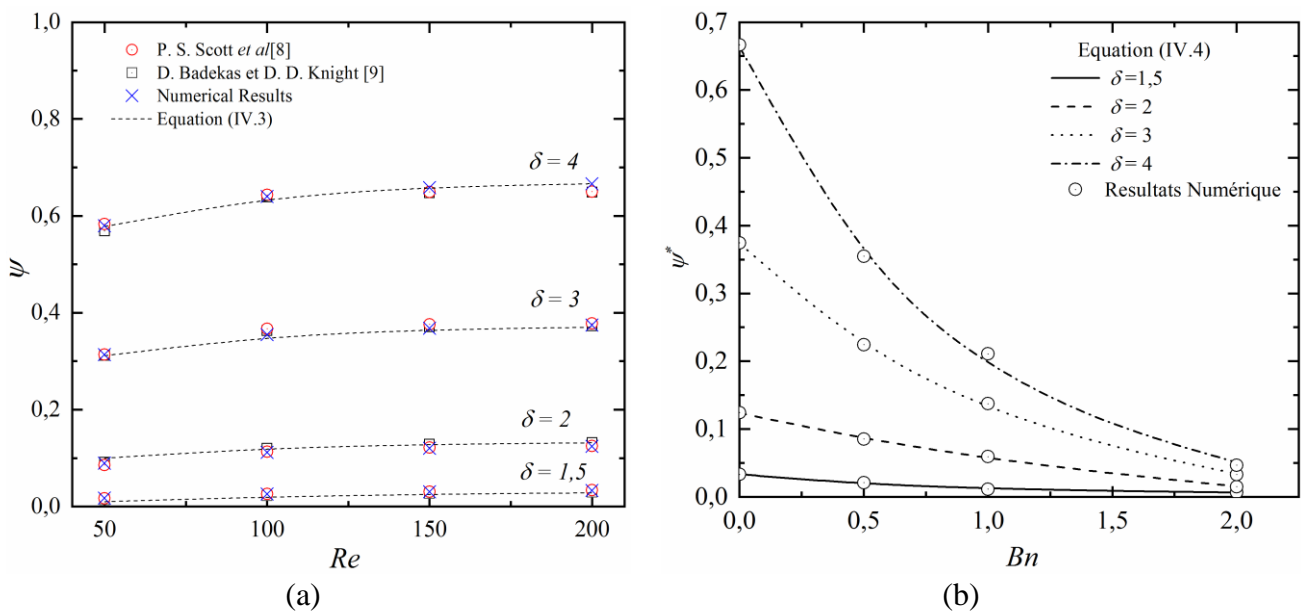 1,0
0,8
0,6
0,4
0,2
0,0
ψ
P. S. Scott et al[8]
D. Badekas et D. D. Knight [9]
Numerical Results
Equation (IV.3)
δ = 4
δ = 3
δ = 2
δ = 1,5
50 100 150 200
Re
(a)
0,7
0,6
0,5
0,4
0,3
0,2
0,1
0,0
ψ*
Equation (IV.4)
δ =1,5
δ = 2
δ = 3
δ = 4
Resultats Numérique
0,0 0,5 1,0 1,5 2,0
Bn
(b)